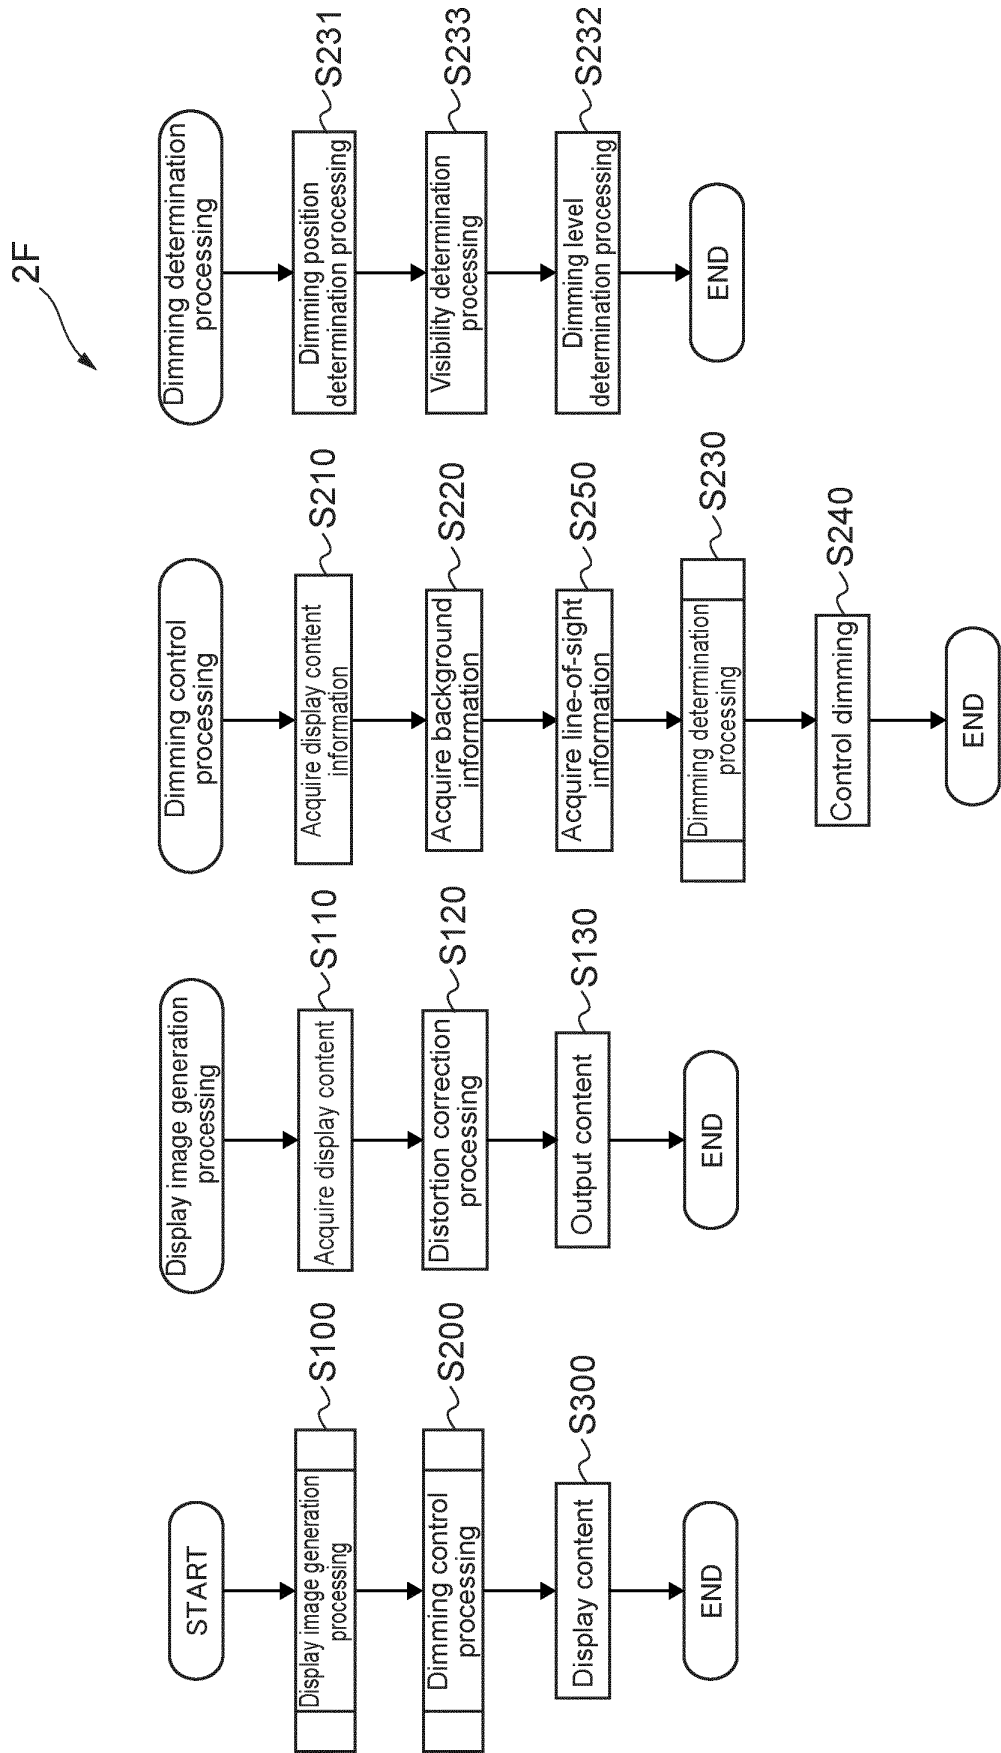 2F
START
Display image generation
processing
S100
Dimming control
processing
S200
Display content
S300
END
Display image generation
processing
Acquire display content
S110
Distortion correction
processing
S120
Output content
S130
END
Dimming control
processing
Acquire display content
information
S210
Acquire background
information
S220
Acquire line-of-sight
information
S250
Dimming determination
processing
S230
Control dimming
S240
END
Dimming determination
processing
Dimming position
determination processing
S231
Visibility determination
processing
S233
Dimming level
determination processing
S232
END